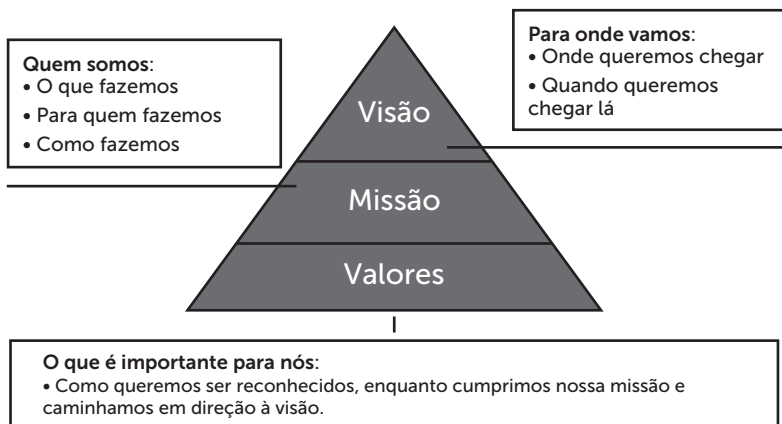 Quem somos:
• O que fazemos
• Para quem fazemos
• Como fazemos
Para onde vamos:
• Onde queremos chegar
• Quando queremos
chegar lá
Visão
Missão
Valores
O que é importante para nós:
• Como queremos ser reconhecidos, enquanto cumprimos nossa missão e
caminhamos em direção à visão.